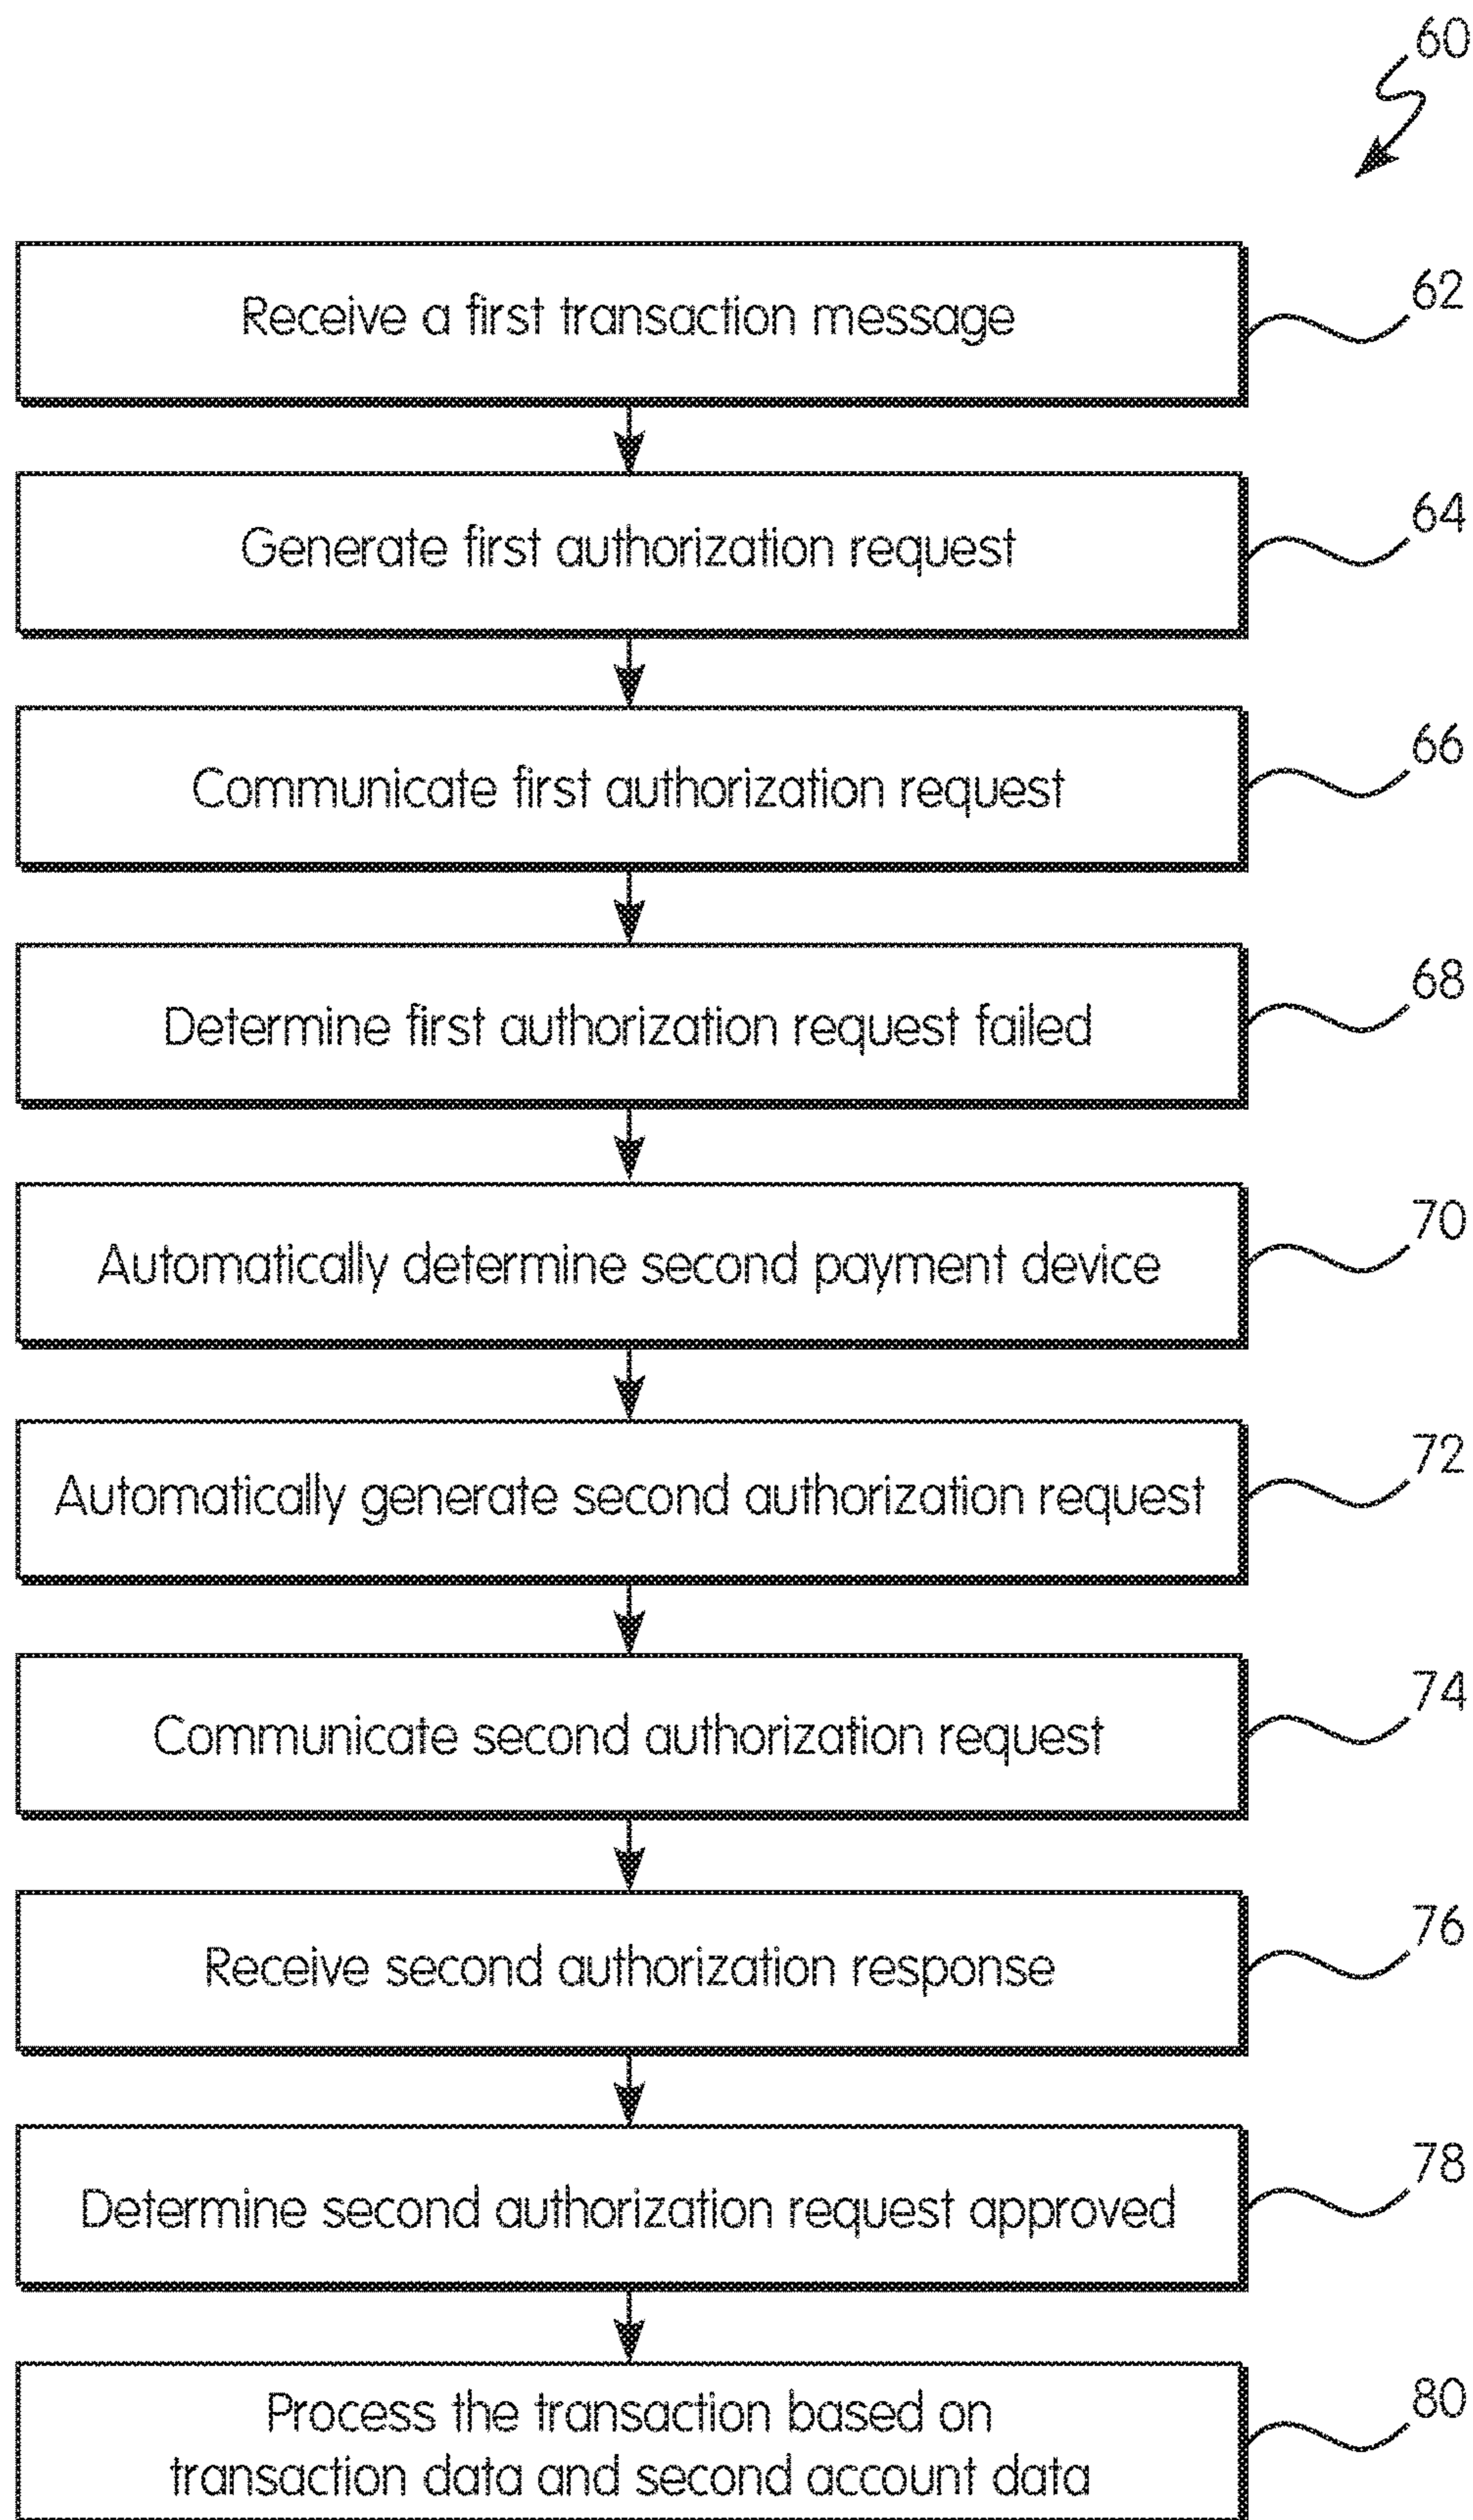 60
Receive a first transaction message
62
Generate first authorization request
64
Communicate first authorization request
66
Determine first authorization request failed
68
Automatically determine second payment device
70
Automatically generate second authorization request
72
Communicate second authorization request
74
Receive second authorization response
76
Determine second authorization request approved
78
Process the transaction based on
transaction data and second account data
80